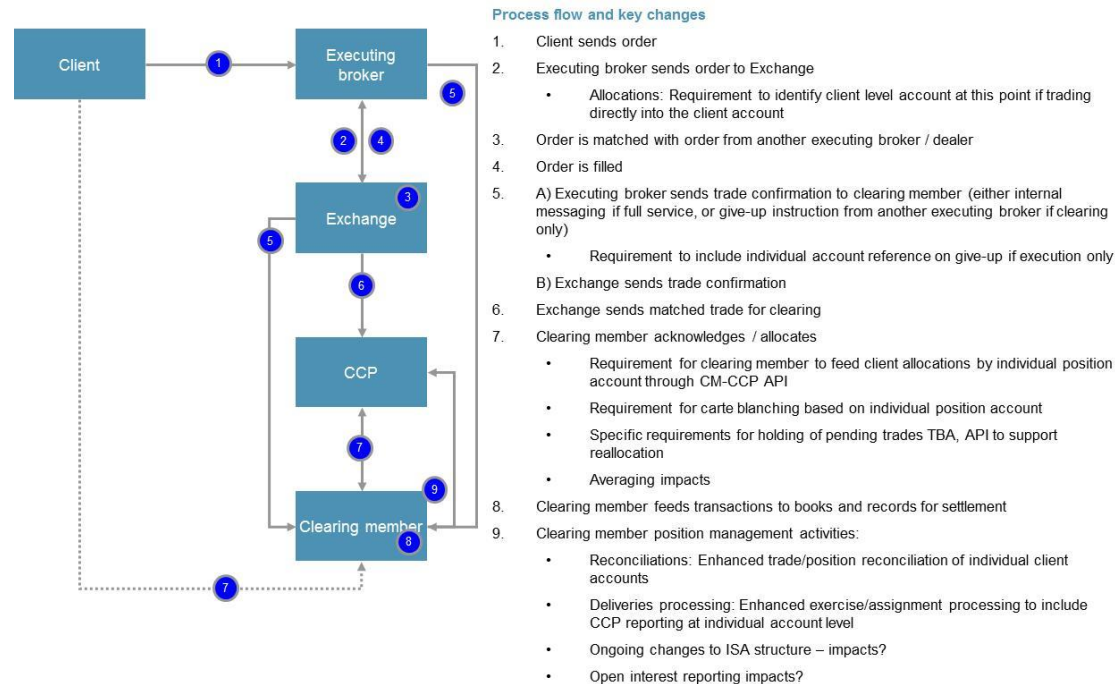 Process flow and key changes
Client
1
Executing
broker
5
2
4
3
Exchange
5
6
CCP
7
9
Clearing member
8
7
1. Client sends order
2. Executing broker sends order to Exchange
• Allocations: Requirement to identify client level account at this point if trading
directly into the client account
3. Order is matched with order from another executing broker / dealer
4. Order is filled
5. A) Executing broker sends trade confirmation to clearing member (either internal
messaging if full service, or give-up instruction from another executing broker if clearing
only)
• Requirement to include individual account reference on give-up if execution only
B) Exchange sends trade confirmation
6. Exchange sends matched trade for clearing
7. Clearing member acknowledges / allocates
• Requirement for clearing member to feed client allocations by individual position
account through CM-CCP API
• Requirement for carte blanching based on individual position account
• Specific requirements for holding of pending trades TBA, API to support
reallocation
• Averaging impacts
8. Clearing member feeds transactions to books and records for settlement
9. Clearing member position management activities:
• Reconciliations: Enhanced trade/position reconciliation of individual client
accounts
• Deliveries processing: Enhanced exercise/assignment processing to include
CCP reporting at individual account level
• Ongoing changes to ISA structure – impacts?
• Open interest reporting impacts?